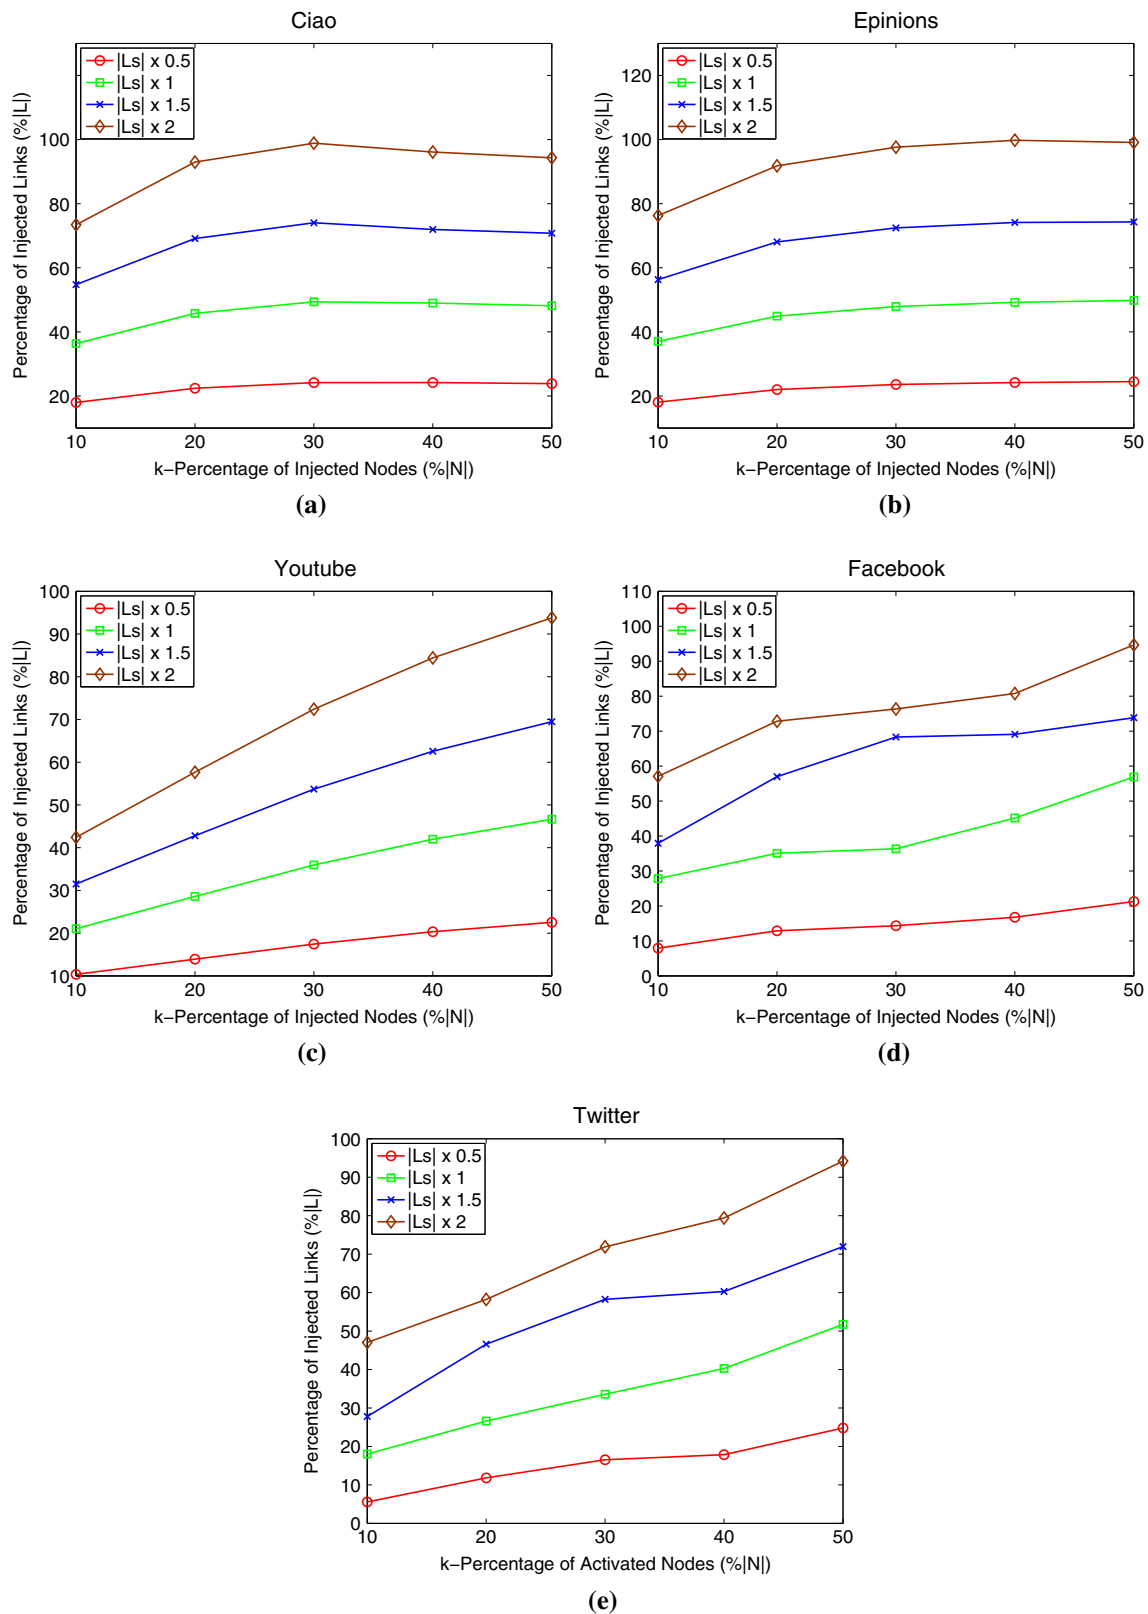 Ciao
|Ls| x 0.5
|Ls| x 1
|Ls| x 1.5
|Ls| x 2
100
80
60
40
20
10 20 30 40 50
Percentage of Injected Links (%|L|)
k−Percentage of Injected Nodes (%|N|)
(a)
Epinions
|Ls| x 0.5
|Ls| x 1
|Ls| x 1.5
|Ls| x 2
120
100
80
60
40
20
10 20 30 40 50
Percentage of Injected Links (%|L|)
k−Percentage of Injected Nodes (%|N|)
(b)
Youtube
|Ls| x 0.5
|Ls| x 1
|Ls| x 1.5
|Ls| x 2
100
90
80
70
60
50
40
30
20
10
10 20 30 40 50
Percentage of Injected Links (%|L|)
k−Percentage of Injected Nodes (%|N|)
(c)
Facebook
|Ls| x 0.5
|Ls| x 1
|Ls| x 1.5
|Ls| x 2
110
100
90
80
70
60
50
40
30
20
10
0
10 20 30 40 50
Percentage of Injected Links (%|L|)
k−Percentage of Injected Nodes (%|N|)
(d)
Twitter
|Ls| x 0.5
|Ls| x 1
|Ls| x 1.5
|Ls| x 2
100
90
80
70
60
50
40
30
20
10
0
10 20 30 40 50
Percentage of Injected Links (%|L|)
k−Percentage of Activated Nodes (%|N|)
(e)